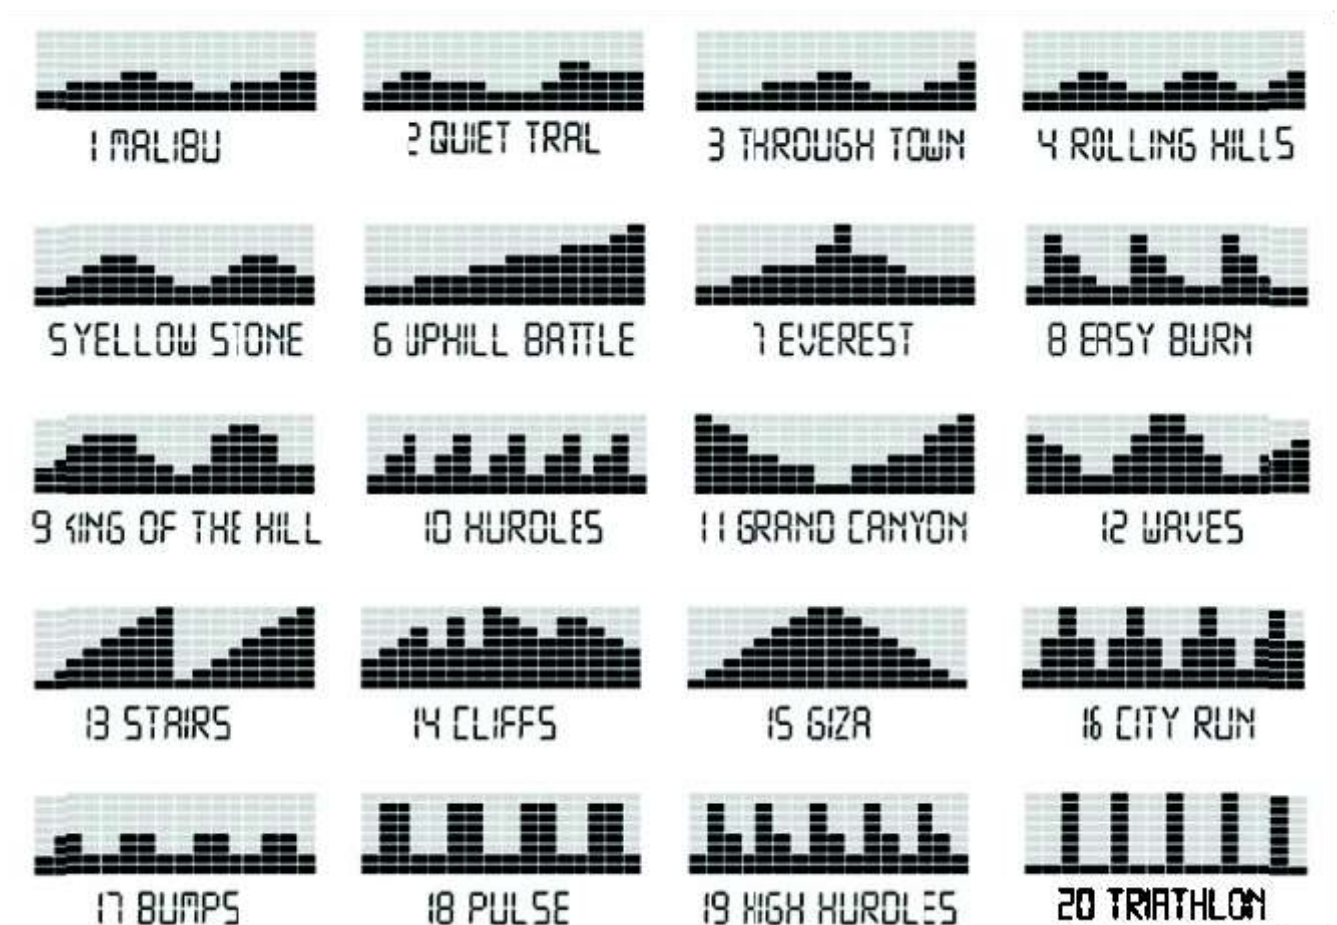 1 MALIBU
2 QUIET TRAL
3 THROUGH TOWN
4 ROLLING HILLS
5 YELLOW STONE
6 UPHILL BATTLE
7 EVEREST
8 EASY BURN
9 KING OF THE HILL
10 HURDLES
11 GRAND CANYON
12 WAVES
13 STAIRS
14 CLIFFS
15 GIZA
16 CITY RUN
17 BUMPS
18 PULSE
19 HIGH HURDLES
20 TRIATHLON